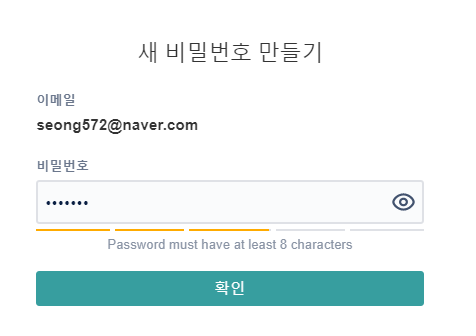 새 비밀번호 만들기
이메일
seong572@naver.com
비밀번호
•••••••
Password must have at least 8 characters
확인